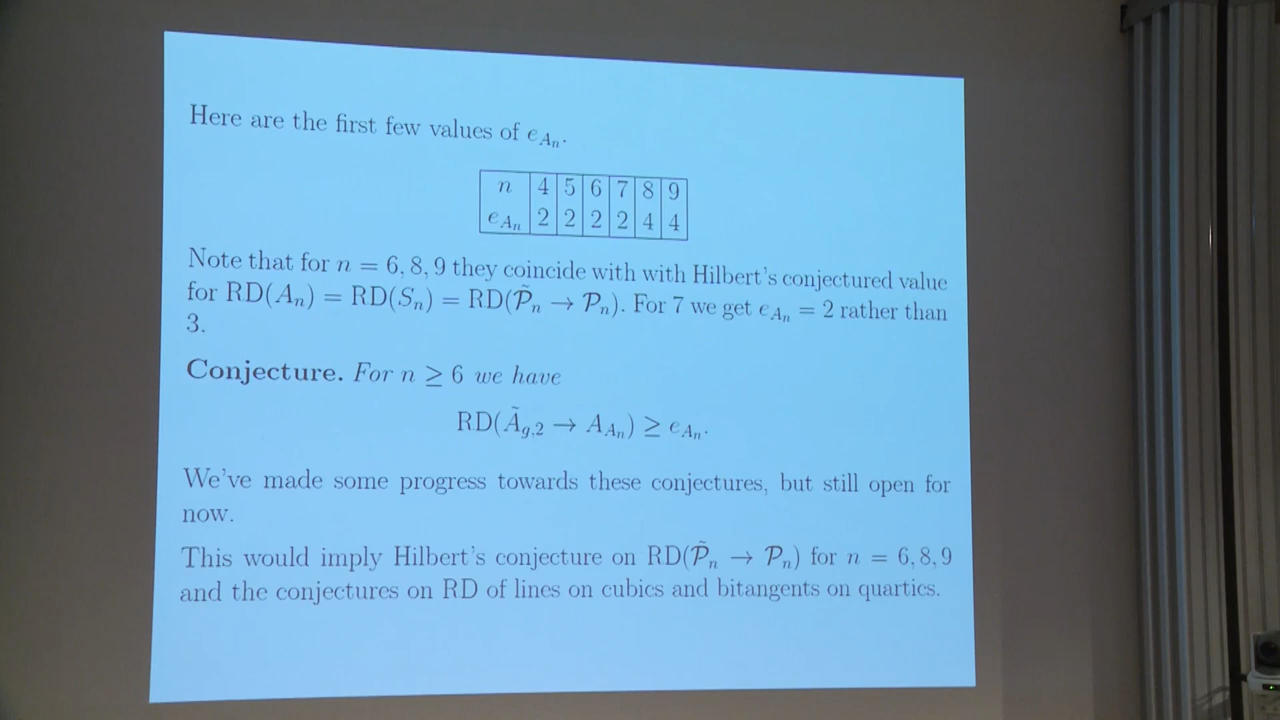 Here are the first few values of e_{A_n}.
n 4 5 6 7 8 9
e_{A_n} 2 2 2 2 4 4
Note that for n = 6, 8, 9 they coincide with with Hilbert's conjectured value
for RD(A_n) = RD(S_n) = RD(\tilde{P}_n → P_n). For 7 we get e_{A_n} = 2 rather than
3.
Conjecture. For n ≥ 6 we have
RD(\tilde{A}_{g,2} → A_{A_n}) ≥ e_{A_n}.
We've made some progress towards these conjectures, but still open for
now.
This would imply Hilbert's conjecture on RD(\tilde{P}_n → P_n) for n = 6, 8, 9
and the conjectures on RD of lines on cubics and bitangents on quartics.